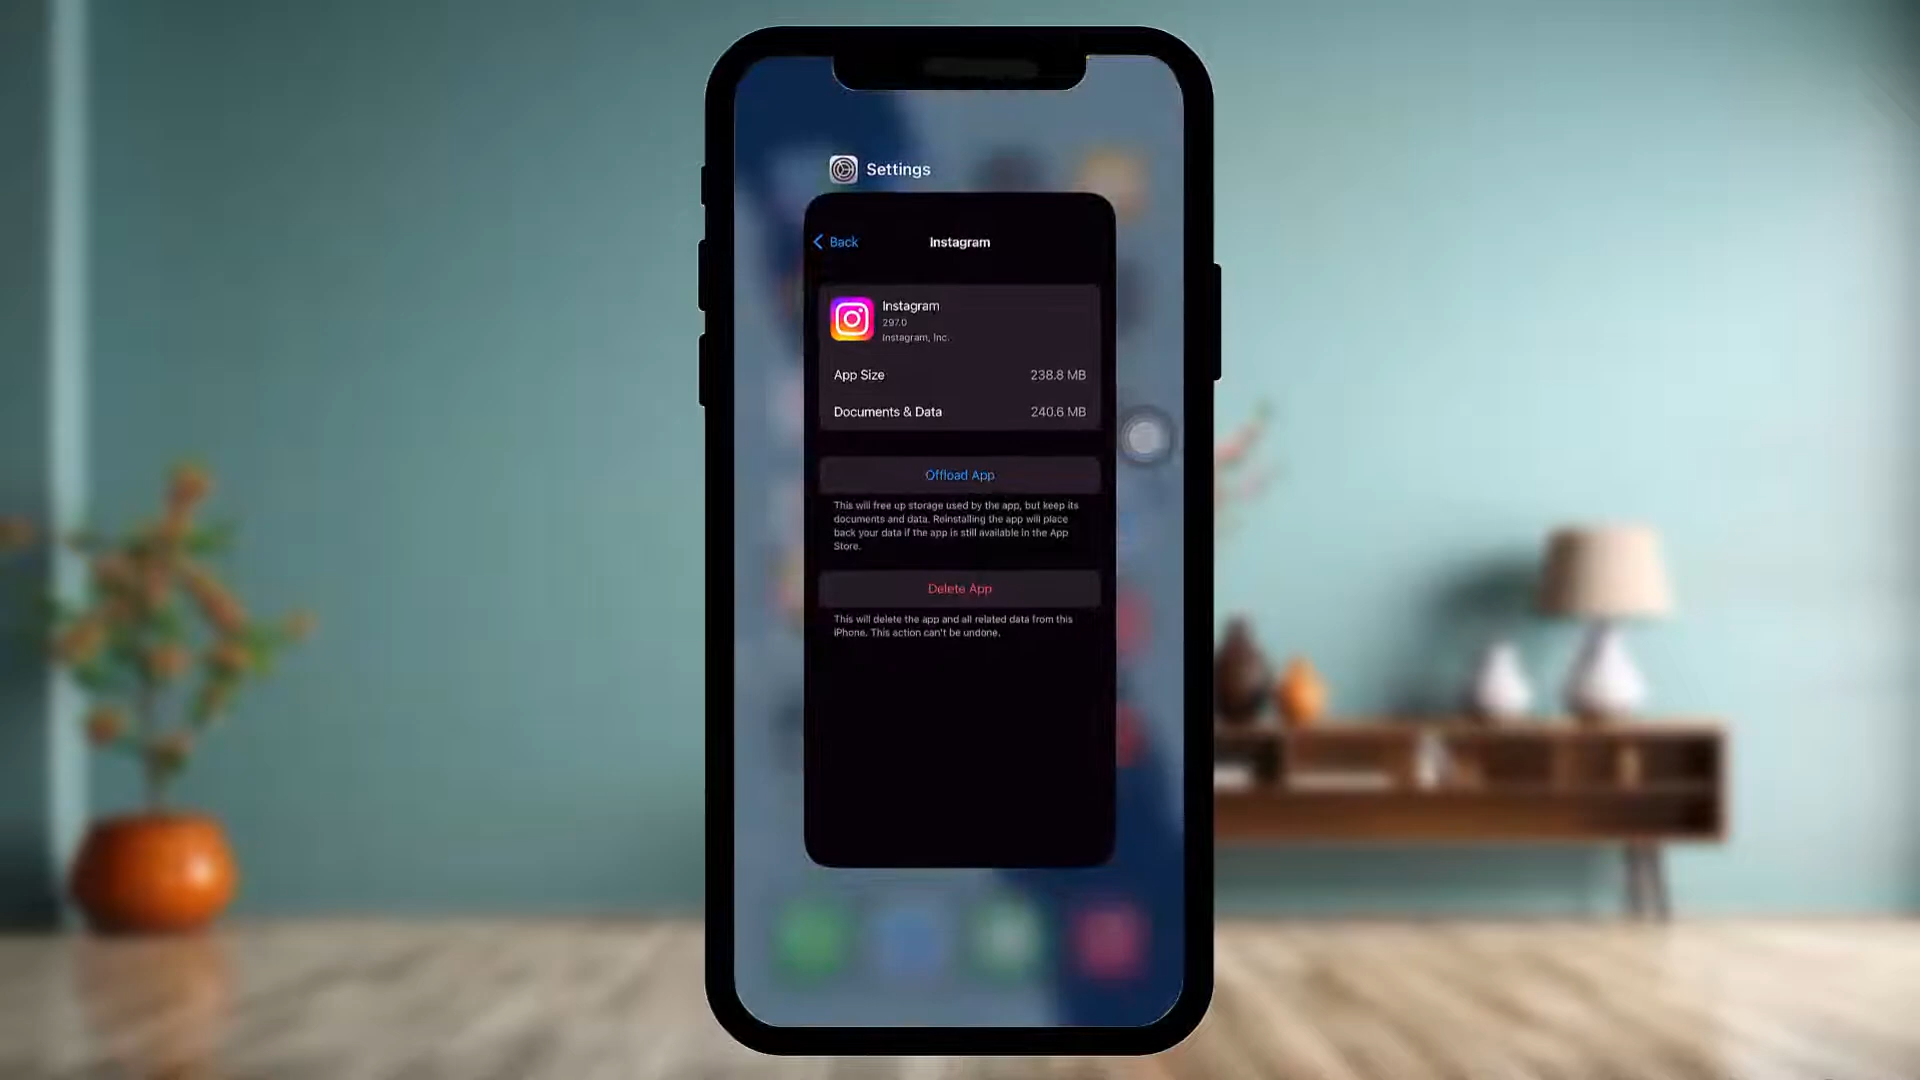 Settings
Back
Instagram
Instagram
297.0
Instagram, Inc.
App Size 238.8 MB
Documents & Data 240.6 MB
Offload App
This will free up storage used by the app, but keep its
documents and data. Reinstalling the app will place
back your data if the app is still available in the App
Store.
Delete App
This will delete the app and all related data from this
iPhone. This action can't be undone.